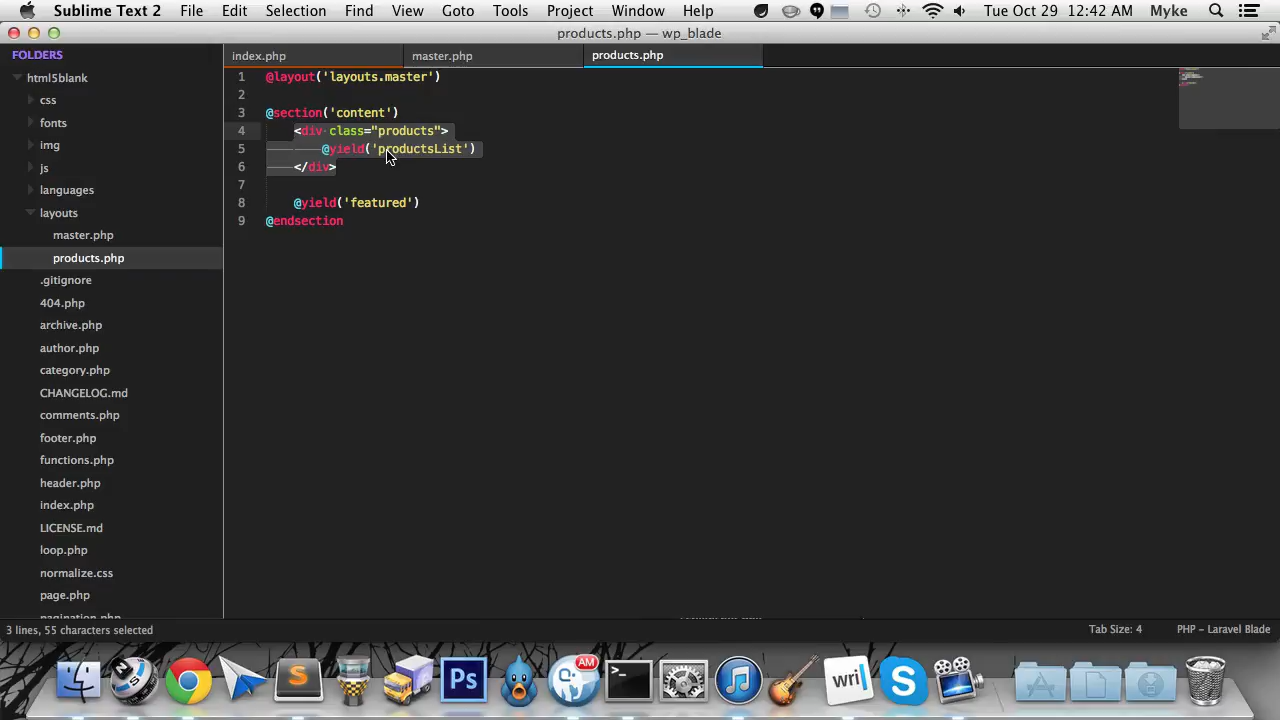 Sublime Text 2 File Edit Selection Find View Goto Tools Project Window Help Tue Oct 29 12:42 AM Myke
products.php — wp_blade
FOLDERS
html5blank
css
fonts
img
js
languages
layouts
master.php
products.php
.gitignore
404.php
archive.php
author.php
category.php
CHANGELOG.md
comments.php
footer.php
functions.php
header.php
index.php
LICENSE.md
loop.php
normalize.css
page.php
pagination.php
index.php master.php products.php
1 @layout('layouts.master')
2
3 @section('content')
4 <div class="products">
5 @yield('productsList')
6 </div>
7
8 @yield('featured')
9 @endsection
3 lines, 55 characters selected Tab Size: 4 PHP – Laravel Blade
S Ps AM >_ wri S